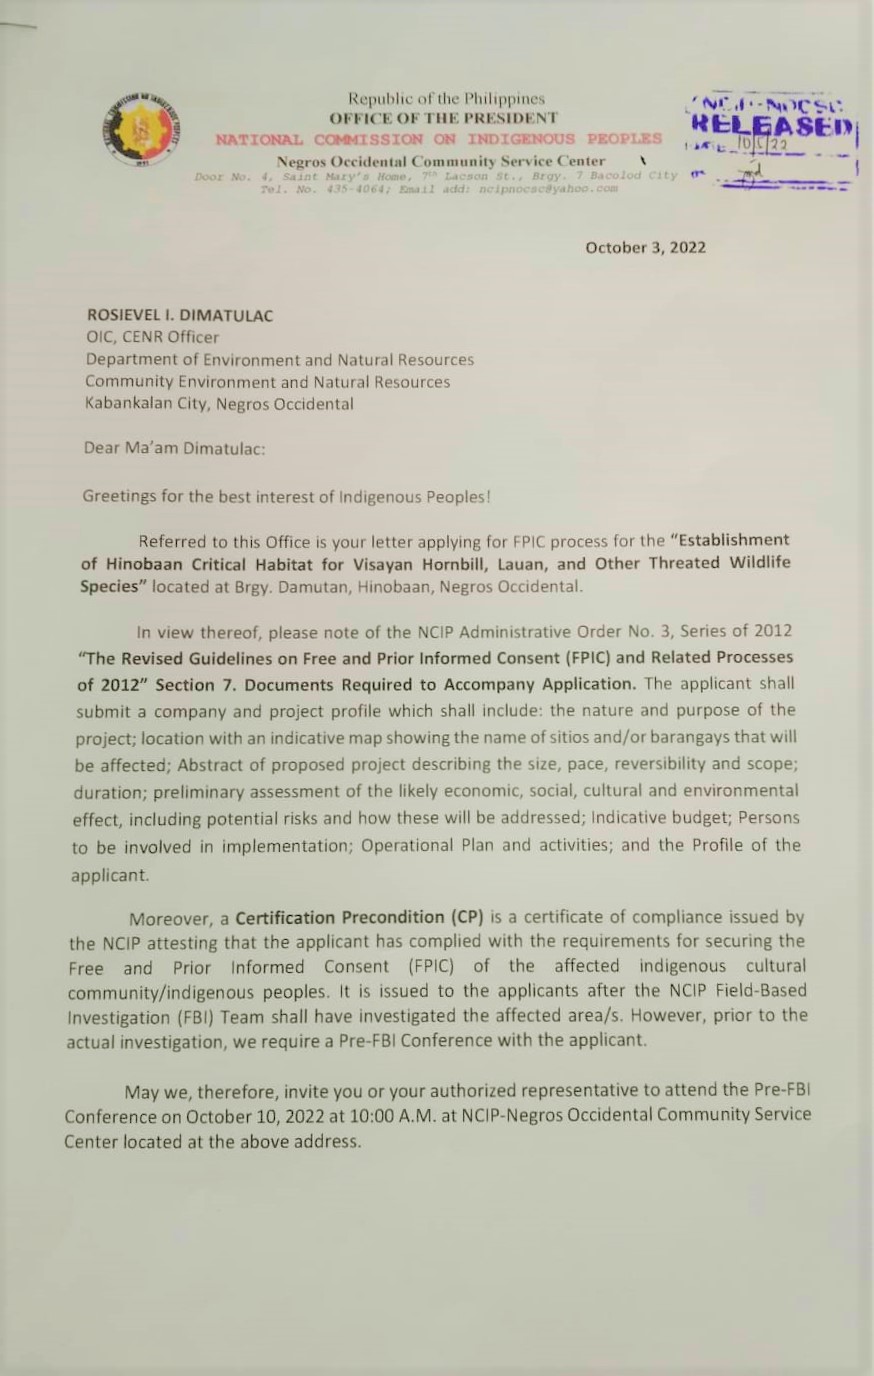 Republic of the Philippines
OFFICE OF THE PRESIDENT
NATIONAL COMMISSION ON INDIGENOUS PEOPLES
Negros Occidental Community Service Center
Door No. 4, Saint Mary's Home, 7th Lacson St., Brgy. 7 Bacolod City
Tel. No. 435-4064; Email add: ncipnocsc@yahoo.com
NCIP-NOCSC
RELEASED
October 3, 2022
ROSIEVEL I. DIMATULAC
OIC, CENR Officer
Department of Environment and Natural Resources
Community Environment and Natural Resources
Kabankalan City, Negros Occidental
Dear Ma'am Dimatulac:
Greetings for the best interest of Indigenous Peoples!
Referred to this Office is your letter applying for FPIC process for the "Establishment
of Hinobaan Critical Habitat for Visayan Hornbill, Lauan, and Other Threated Wildlife
Species" located at Brgy. Damutan, Hinobaan, Negros Occidental.
In view thereof, please note of the NCIP Administrative Order No. 3, Series of 2012
"The Revised Guidelines on Free and Prior Informed Consent (FPIC) and Related Processes
of 2012" Section 7. Documents Required to Accompany Application. The applicant shall
submit a company and project profile which shall include: the nature and purpose of the
project; location with an indicative map showing the name of sitios and/or barangays that will
be affected; Abstract of proposed project describing the size, pace, reversibility and scope;
duration; preliminary assessment of the likely economic, social, cultural and environmental
effect, including potential risks and how these will be addressed; Indicative budget; Persons
to be involved in implementation; Operational Plan and activities; and the Profile of the
applicant.
Moreover, a Certification Precondition (CP) is a certificate of compliance issued by
the NCIP attesting that the applicant has complied with the requirements for securing the
Free and Prior Informed Consent (FPIC) of the affected indigenous cultural
community/indigenous peoples. It is issued to the applicants after the NCIP Field-Based
Investigation (FBI) Team shall have investigated the affected area/s. However, prior to the
actual investigation, we require a Pre-FBI Conference with the applicant.
May we, therefore, invite you or your authorized representative to attend the Pre-FBI
Conference on October 10, 2022 at 10:00 A.M. at NCIP-Negros Occidental Community Service
Center located at the above address.